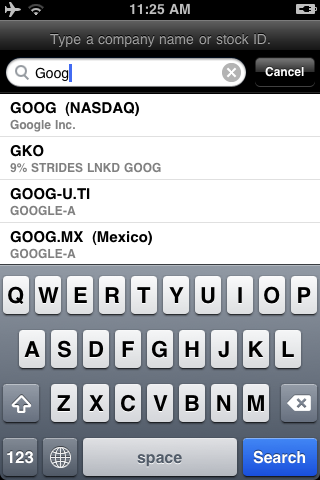 11:25 AM
Type a company name or stock ID.
Goog
Cancel
GOOG (NASDAQ)
Google Inc.
GKO
9% STRIDES LNKD GOOG
GOOG-U.TI
GOOGLE-A
GOOG.MX (Mexico)
GOOGLE-A
Q W E R T Y U I O P
A S D F G H J K L
Z X C V B N M
123 space Search